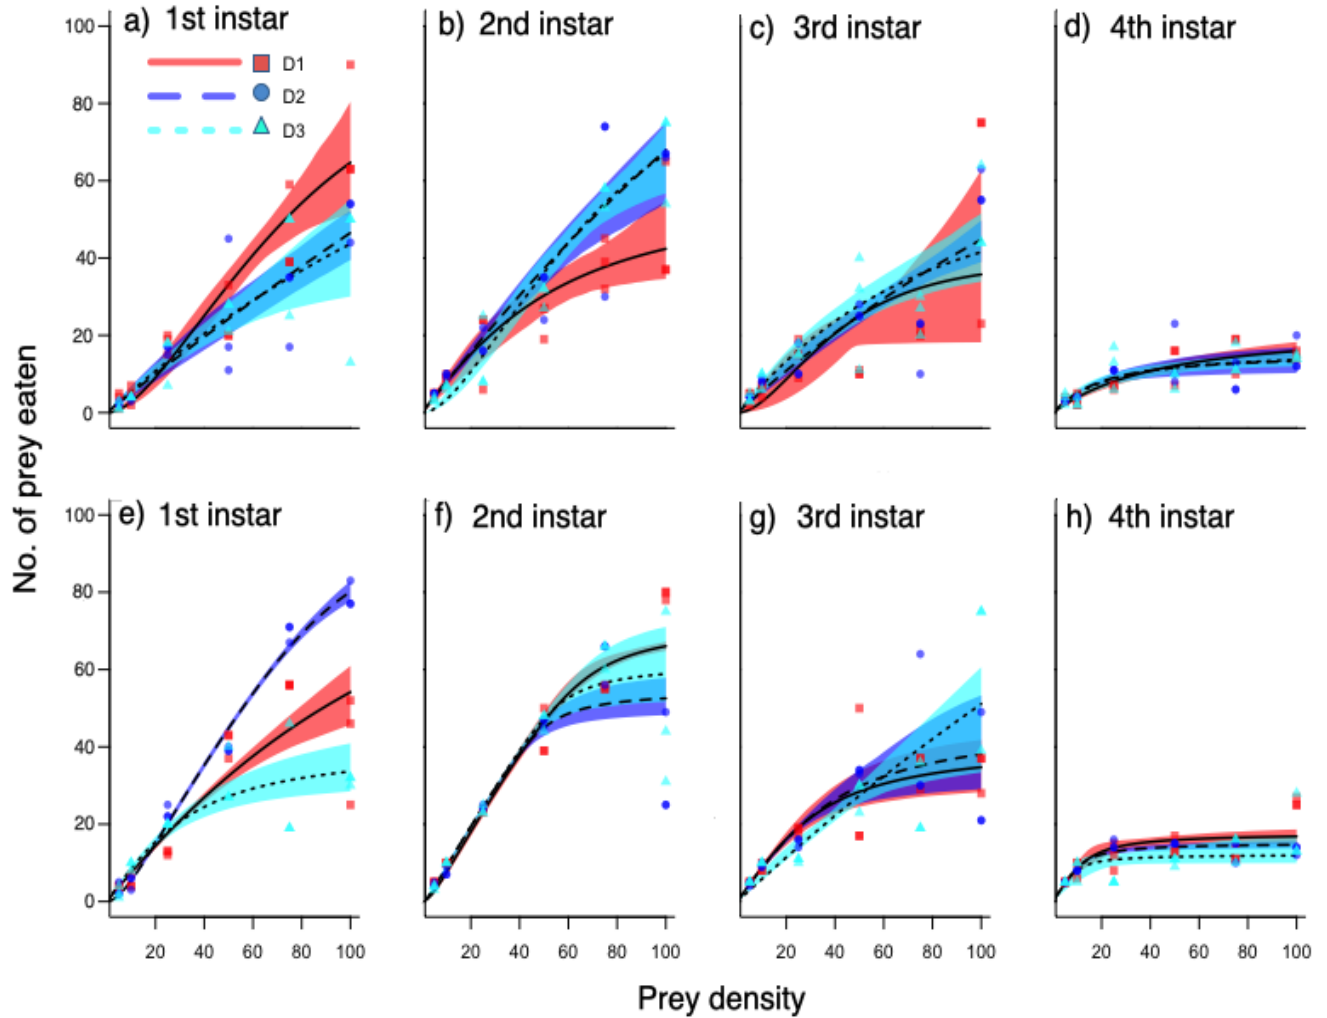 a) 1st instar
b) 2nd instar
c) 3rd instar
d) 4th instar
D1
D2
D3
100
80
60
40
20
0
e) 1st instar
f) 2nd instar
g) 3rd instar
h) 4th instar
100
80
60
40
20
0
20 40 60 80 100
20 40 60 80 100
20 40 60 80 100
20 40 60 80 100
No. of prey eaten
Prey density